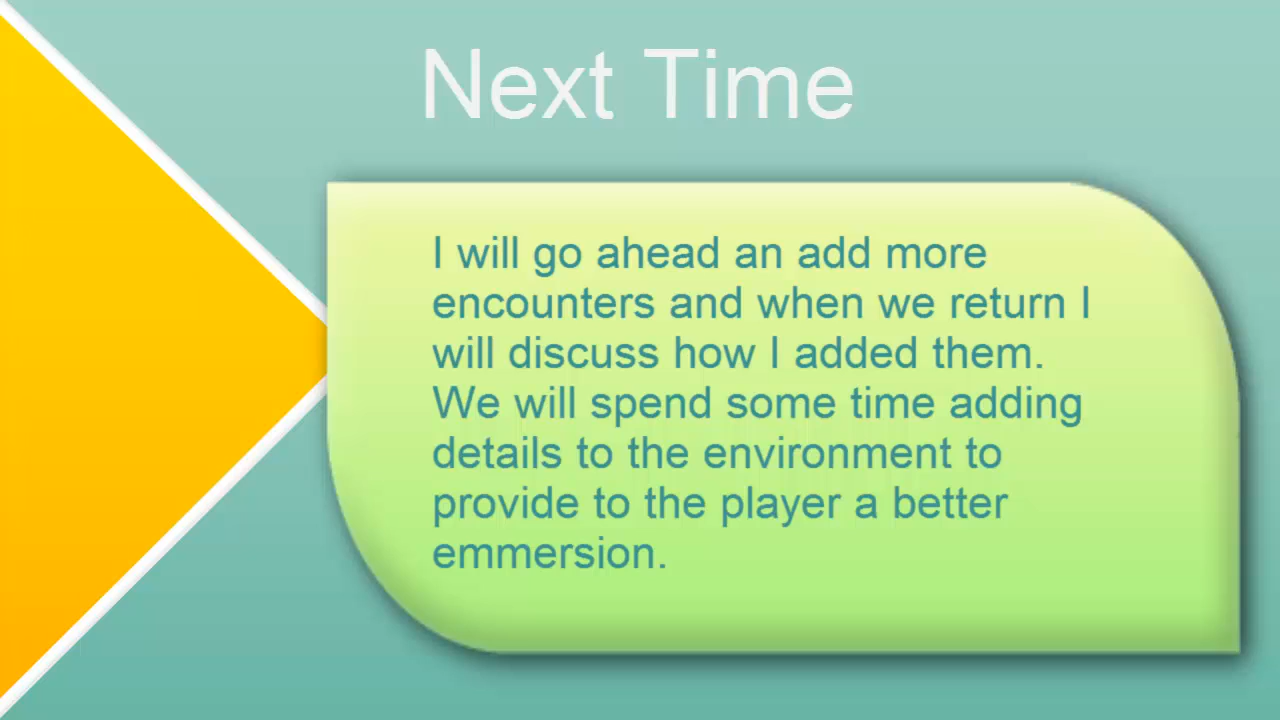 Next Time
I will go ahead an add more
encounters and when we return I
will discuss how I added them.
We will spend some time adding
details to the environment to
provide to the player a better
emmersion.